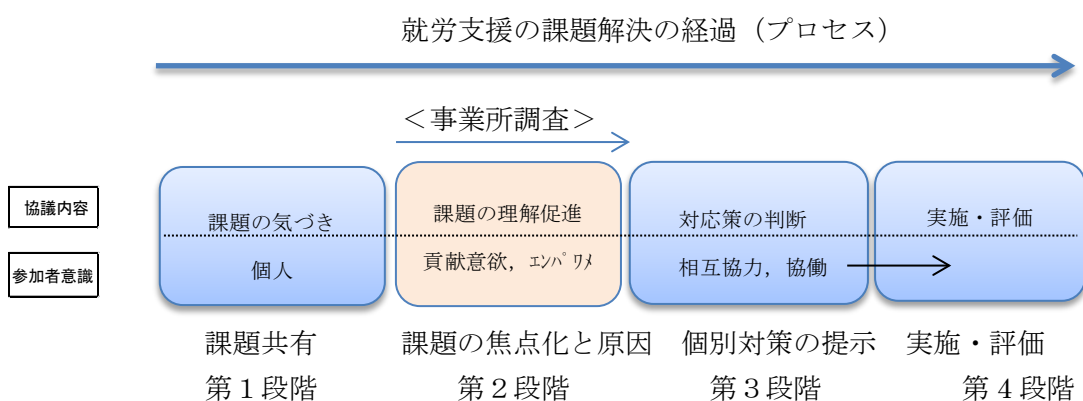 就労支援の課題解決の経過（プロセス）
＜事業所調査＞
協議内容
課題の気づき
課題の理解促進
対応策の判断
実施・評価
参加者意識
個人
貢献意欲，ｴﾝﾊﾟﾜﾒ
相互協力，協働
課題共有
課題の焦点化と原因
個別対策の提示
実施・評価
第１段階
第２段階
第３段階
第４段階